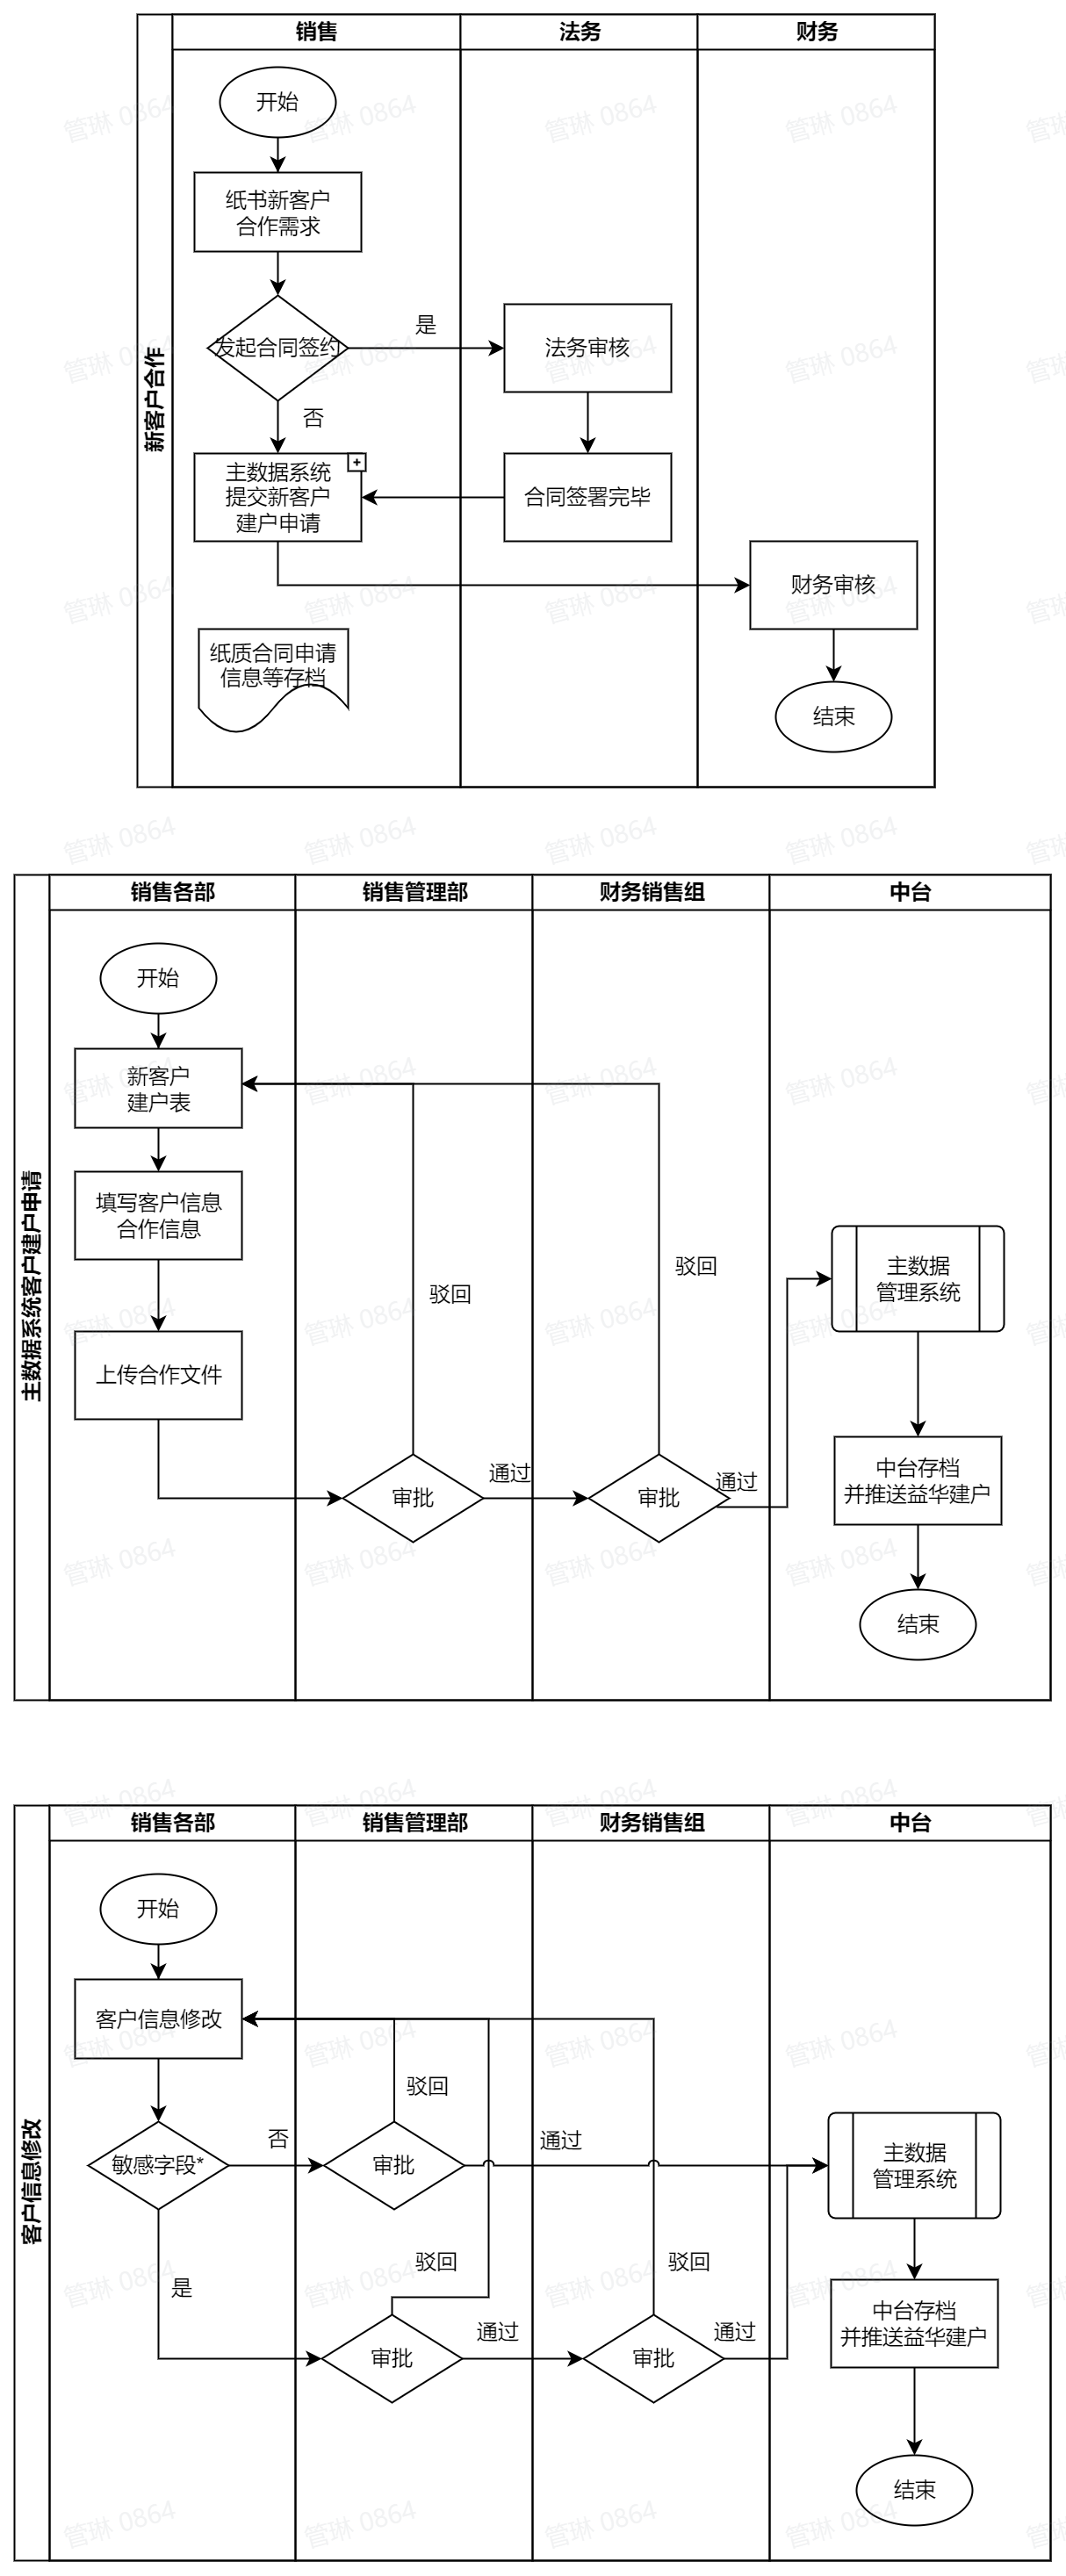 销售
法务
财务
新客户合作
开始
纸书新客户
合作需求
发起合同签约
是
法务审核
否
主数据系统
提交新客户
建户申请
+
合同签署完毕
财务审核
纸质合同申请
信息等存档
结束
销售各部
销售管理部
财务销售组
中台
主数据系统客户建户申请
开始
新客户
建户表
填写客户信息
合作信息
驳回
驳回
主数据
管理系统
上传合作文件
通过
通过
审批
审批
中台存档
并推送益华建户
结束
销售各部
销售管理部
财务销售组
中台
客户信息修改
开始
客户信息修改
驳回
否
通过
敏感字段*
审批
主数据
管理系统
是
驳回
驳回
通过
通过
审批
审批
中台存档
并推送益华建户
结束
管琳 0864